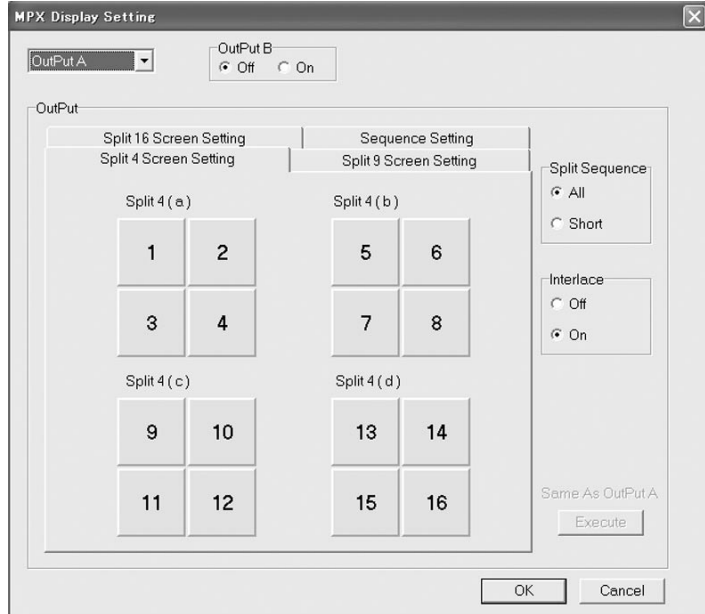 MPX Display Setting
OutPut A
OutPut B
Off On
OutPut
Split 16 Screen Setting Sequence Setting
Split 4 Screen Setting Split 9 Screen Setting
Split 4 ( a ) Split 4 ( b )
1 2 5 6
3 4 7 8
Split 4 ( c ) Split 4 ( d )
9 10 13 14
11 12 15 16
Split Sequence
All
Short
Interlace
Off
On
Same As OutPut A
Execute
OK Cancel